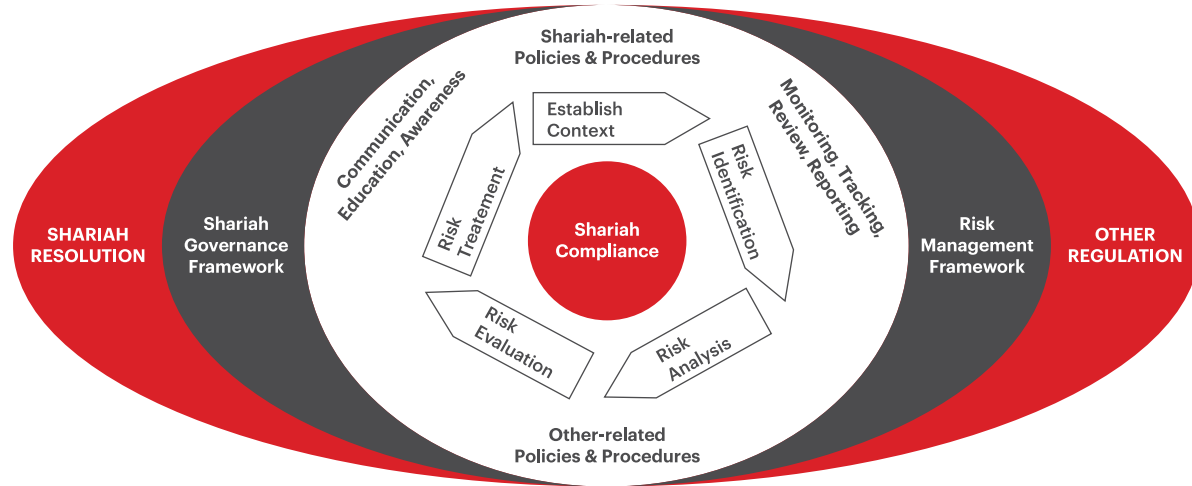 Shariah-related
Policies & Procedures
Communication,
Education, Awareness
Monitoring, Tracking,
Review, Reporting
Establish
Context
Risk
Identification
Risk
Analysis
Risk
Evaluation
Risk
Treatement
Shariah
Compliance
SHARIAH
RESOLUTION
Shariah
Governance
Framework
Risk
Management
Framework
OTHER
REGULATION
Other-related
Policies & Procedures